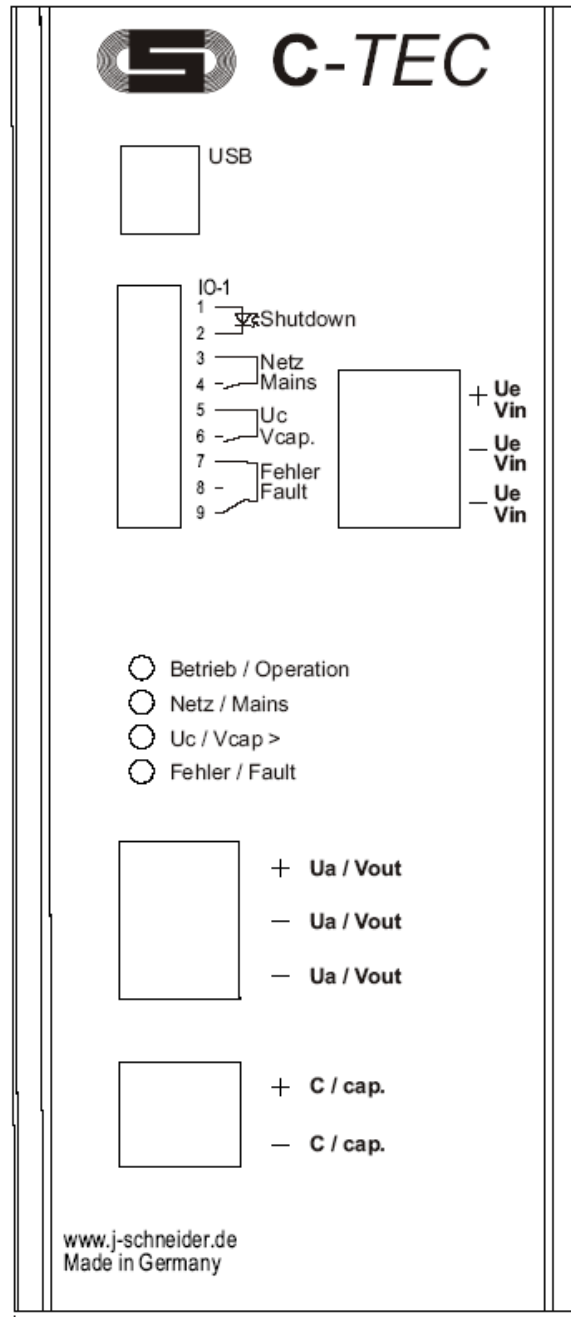 C-TEC
USB
IO-1
1
2
Shutdown
3
4
Netz
Mains
5
6
Uc
Vcap.
7
8
9
Fehler
Fault
+ Ue
Vin
− Ue
Vin
− Ue
Vin
Betrieb / Operation
Netz / Mains
Uc / Vcap >
Fehler / Fault
+ Ua / Vout
− Ua / Vout
− Ua / Vout
+ C / cap.
− C / cap.
www.j-schneider.de
Made in Germany